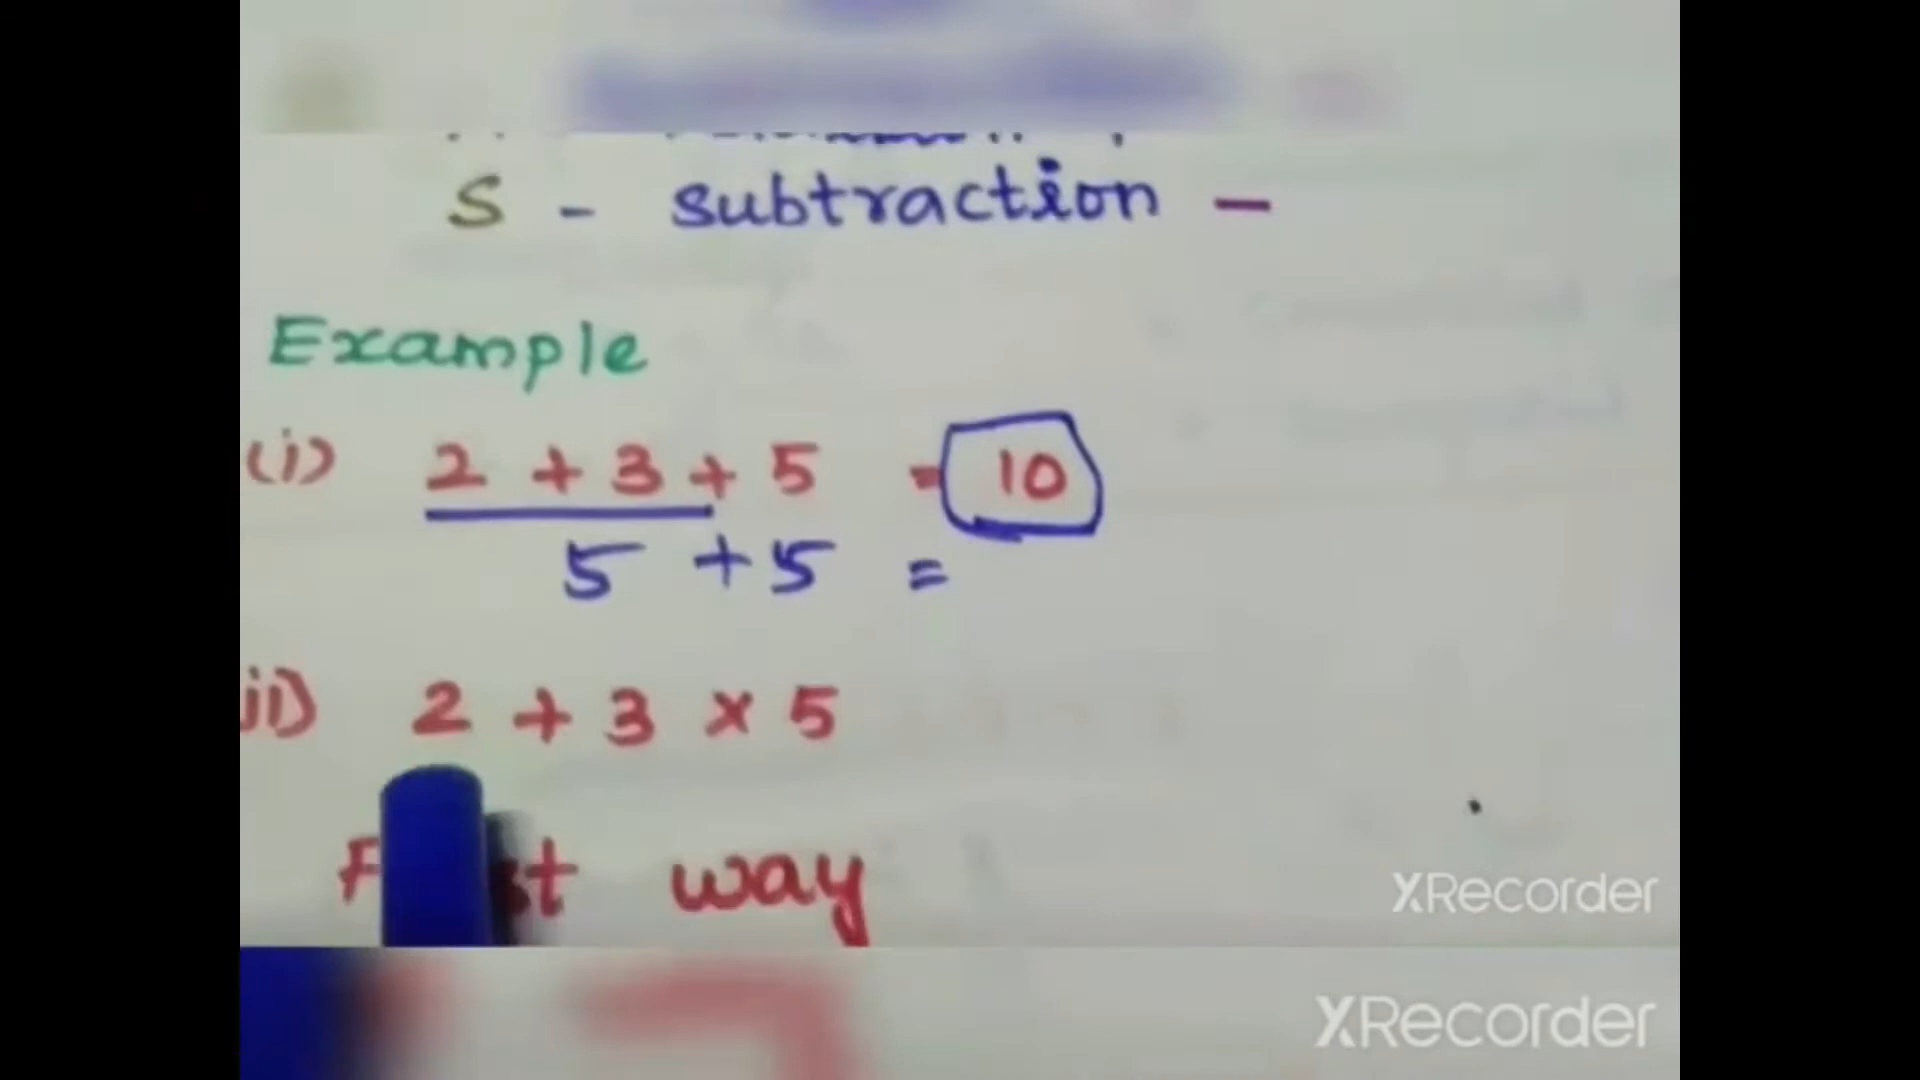 S - subtraction -
Example
(i) 2 + 3 + 5 = 10
5 + 5 =
ii) 2 + 3 x 5
way
XRecorder
XRecorder